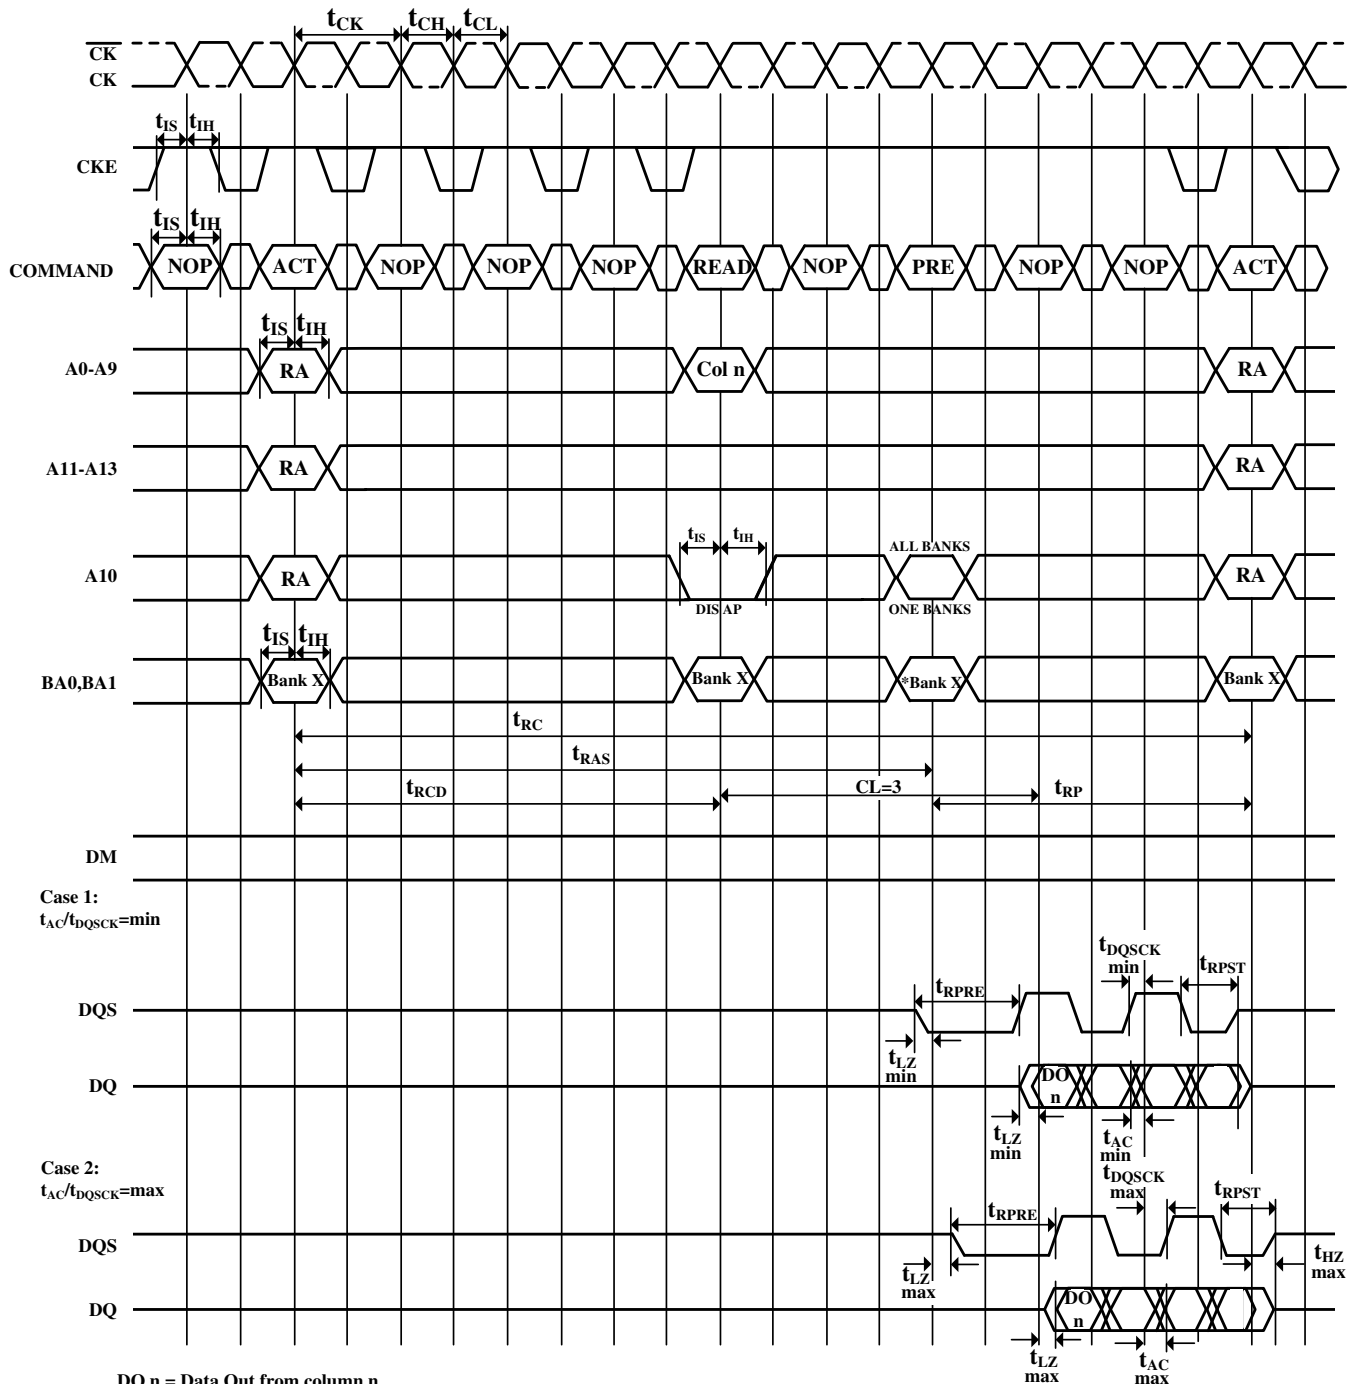 tCK tCH tCL
CK
CK
tIS tIH
CKE
tIS tIH
COMMAND NOP ACT NOP NOP NOP READ NOP PRE NOP NOP ACT
tIS tIH
A0-A9 RA Col n RA
A11-A13 RA RA
tIS tIH ALL BANKS
A10 RA RA
DIS AP ONE BANKS
tIS tIH
BA0,BA1 Bank X Bank X *Bank X Bank X
tRC
tRAS
tRCD CL=3 tRP
DM
Case 1:
tAC/tDQSCK=min
tDQSCK
min
tRPST
tRPRE
DQS
tLZ
min
DQ DO
n
tLZ
min
tAC
min
Case 2:
tAC/tDQSCK=max
tDQSCK
max
tRPST
tRPRE
DQS
tHZ
max
tLZ
max
DQ DO
n
tLZ
max
tAC
max
DO n = Data Out from column n